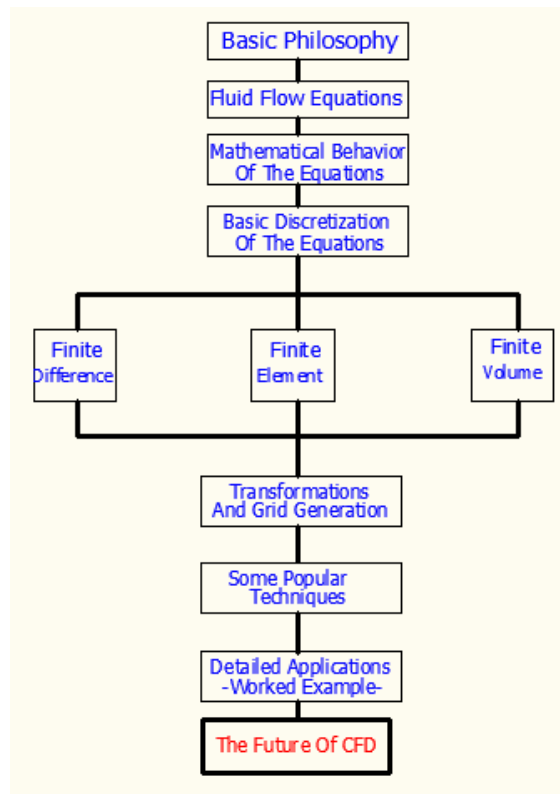 Basic Philosophy
Fluid Flow Equations
Mathematical Behavior
Of The Equations
Basic Discretization
Of The Equations
Finite
Difference
Finite
Element
Finite
Volume
Transformations
And Grid Generation
Some Popular
Techniques
Detailed Applications
-Worked Example-
The Future Of CFD